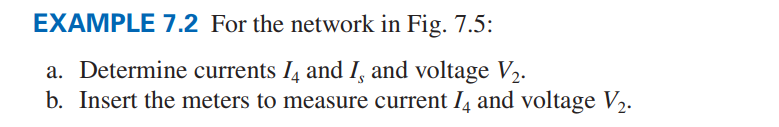 EXAMPLE 7.2 For the network in Fig. 7.5:
a. Determine currents I₄ and Iₛ and voltage V₂.
b. Insert the meters to measure current I₄ and voltage V₂.